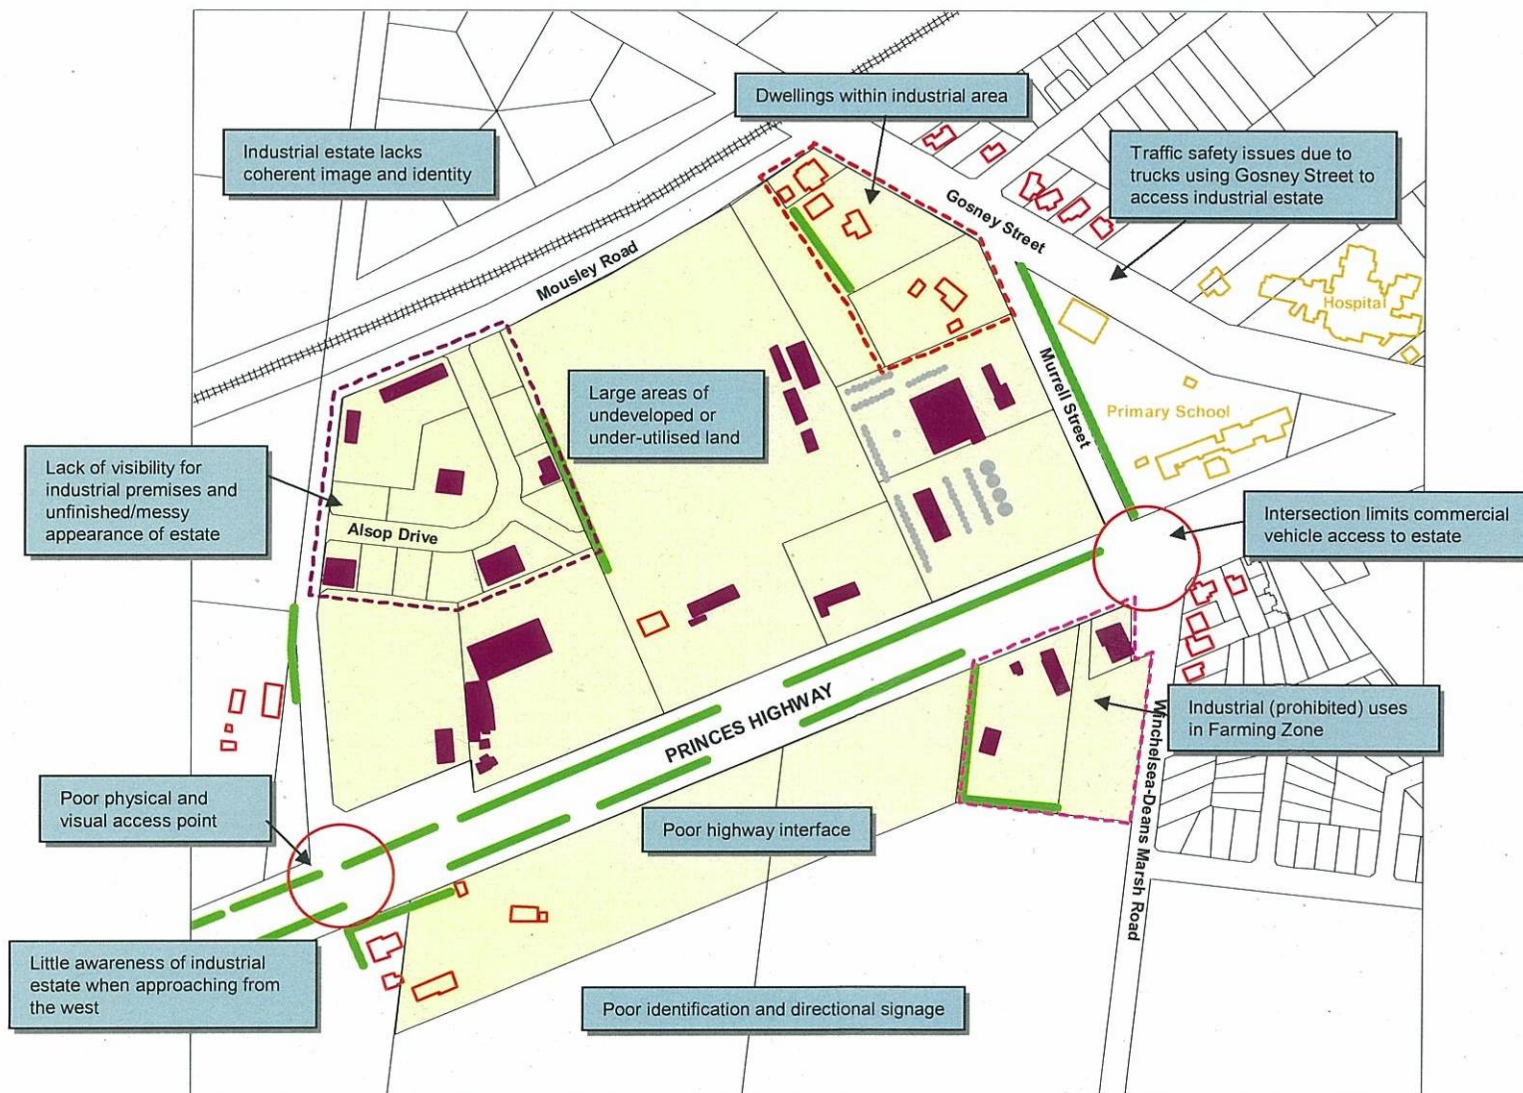 Dwellings within industrial area
Industrial estate lacks
coherent image and identity
Traffic safety issues due to
trucks using Gosney Street to
access industrial estate
Gosney Street
Mousley Road
Hospital
Large areas of
undeveloped or
under-utilised land
Murrell Street
Primary School
Lack of visibility for
industrial premises and
unfinished/messy
appearance of estate
Alsop Drive
Intersection limits commercial
vehicle access to estate
PRINCES HIGHWAY
Industrial (prohibited) uses
in Farming Zone
Winchelsea-Deans Marsh Road
Poor physical and
visual access point
Poor highway interface
Little awareness of industrial
estate when approaching from
the west
Poor identification and directional signage